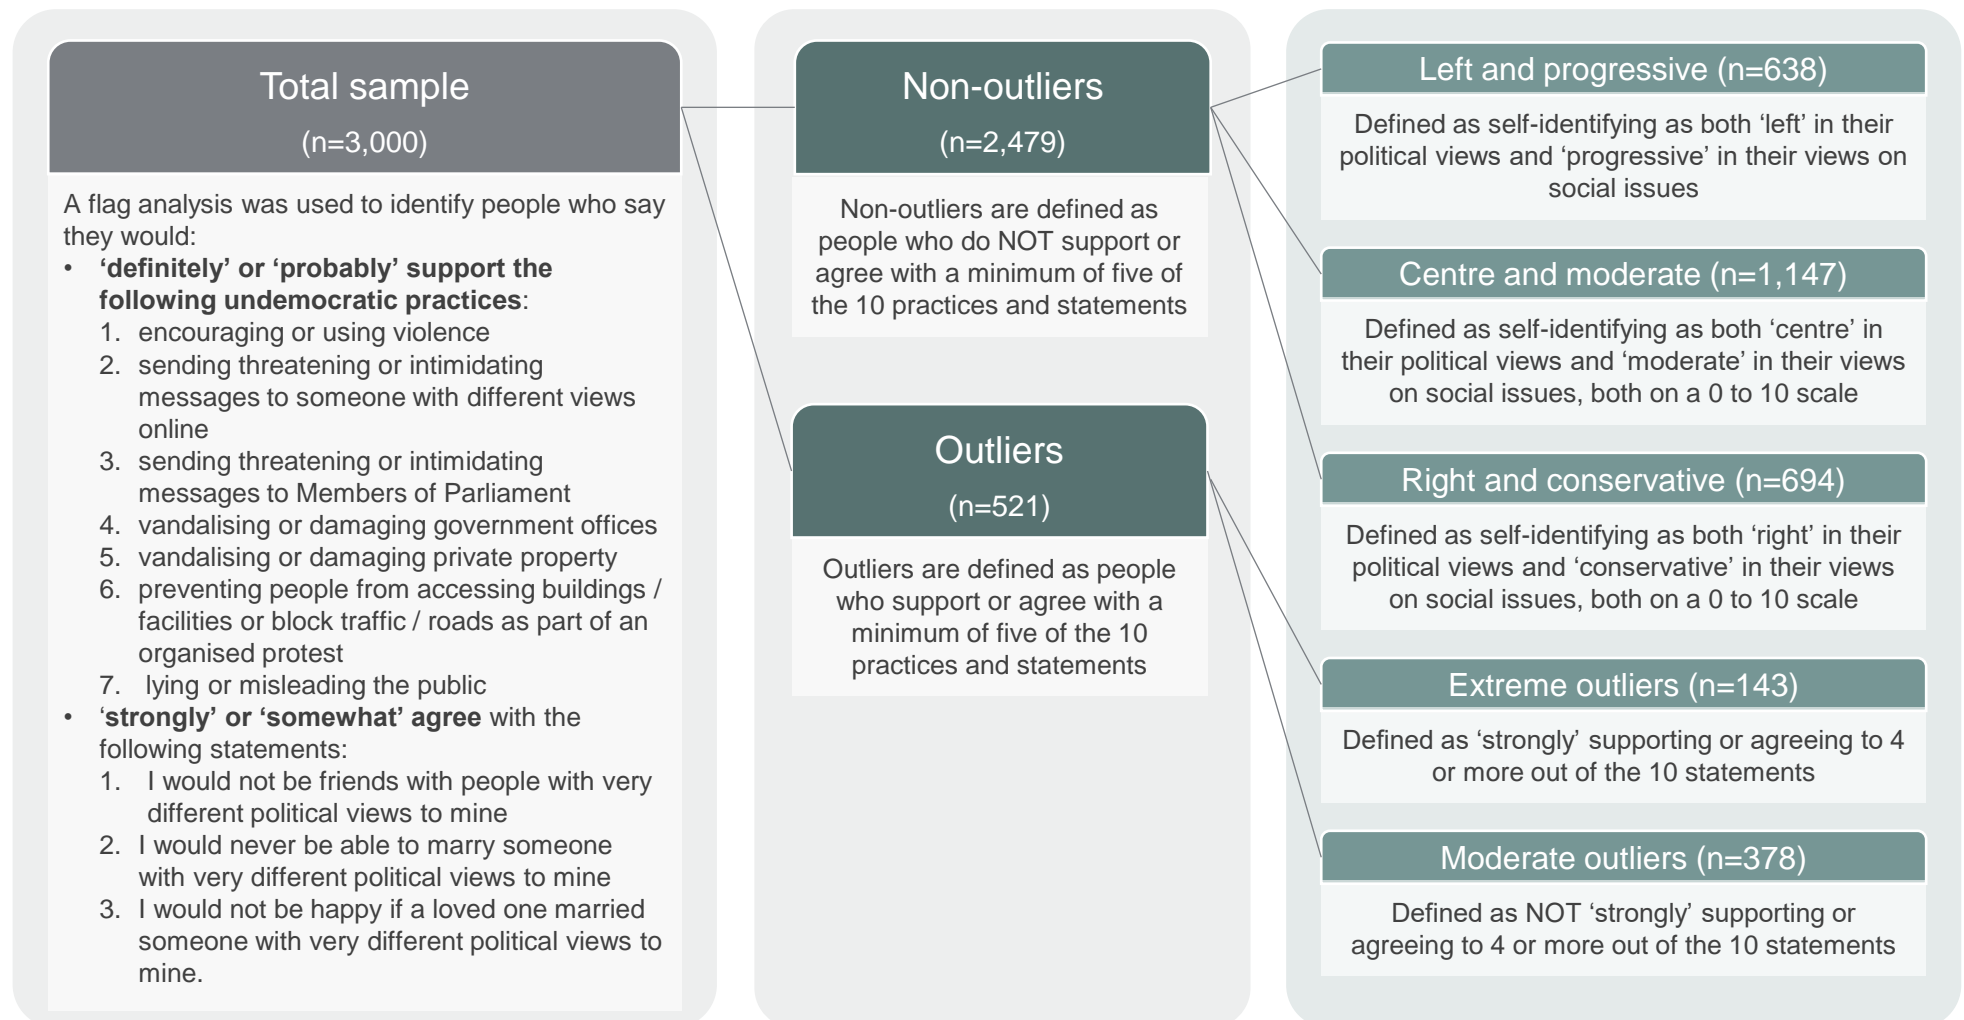 Total sample
(n=3,000)
A flag analysis was used to identify people who say
they would:
• ‘definitely’ or ‘probably’ support the
following undemocratic practices:
1. encouraging or using violence
2. sending threatening or intimidating
messages to someone with different views
online
3. sending threatening or intimidating
messages to Members of Parliament
4. vandalising or damaging government offices
5. vandalising or damaging private property
6. preventing people from accessing buildings /
facilities or block traffic / roads as part of an
organised protest
7. lying or misleading the public
• ‘strongly’ or ‘somewhat’ agree with the
following statements:
1. I would not be friends with people with very
different political views to mine
2. I would never be able to marry someone
with very different political views to mine
3. I would not be happy if a loved one married
someone with very different political views to
mine.
Non-outliers
(n=2,479)
Non-outliers are defined as
people who do NOT support or
agree with a minimum of five of
the 10 practices and statements
Outliers
(n=521)
Outliers are defined as people
who support or agree with a
minimum of five of the 10
practices and statements
Left and progressive (n=638)
Defined as self-identifying as both ‘left’ in their
political views and ‘progressive’ in their views on
social issues
Centre and moderate (n=1,147)
Defined as self-identifying as both ‘centre’ in
their political views and ‘moderate’ in their views
on social issues, both on a 0 to 10 scale
Right and conservative (n=694)
Defined as self-identifying as both ‘right’ in their
political views and ‘conservative’ in their views
on social issues, both on a 0 to 10 scale
Extreme outliers (n=143)
Defined as ‘strongly’ supporting or agreeing to 4
or more out of the 10 statements
Moderate outliers (n=378)
Defined as NOT ‘strongly’ supporting or
agreeing to 4 or more out of the 10 statements